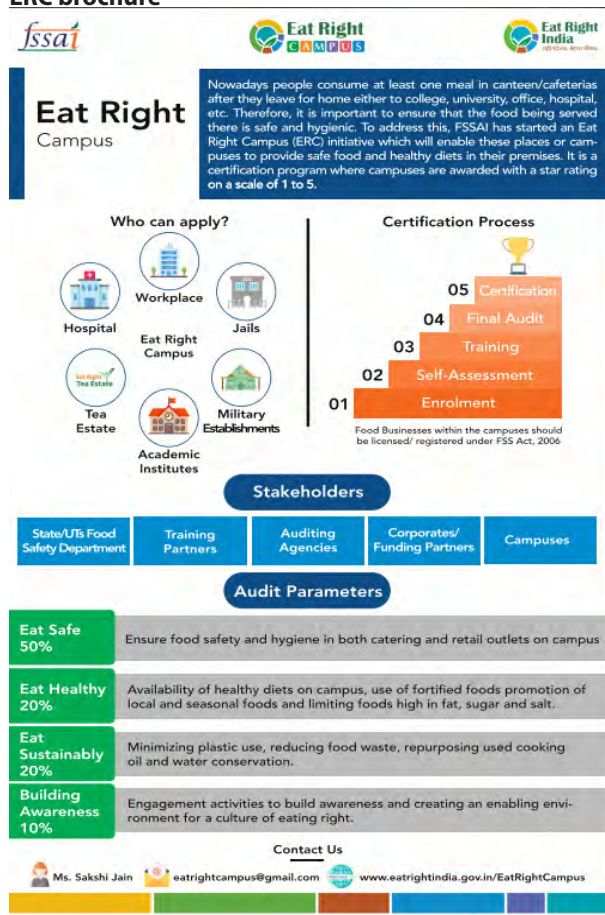 ERC brochure
fssai
Eat Right
CAMPUS
Eat Right
India
Eat Right
Campus
Nowadays people consume at least one meal in canteen/cafeterias
after they leave for home either to college, university, office, hospital,
etc. Therefore, it is important to ensure that the food being served
there is safe and hygienic. To address this, FSSAI has started an Eat
Right Campus (ERC) initiative which will enable these places or cam-
puses to provide safe food and healthy diets in their premises. It is a
certification program where campuses are awarded with a star rating
on a scale of 1 to 5.
Who can apply?
Workplace
Hospital
Jails
Eat Right
Campus
Eat Right
Tea Estate
Tea
Estate
Military
Establishments
Academic
Institutes
Certification Process
05 Certification
04 Final Audit
03 Training
02 Self-Assessment
01 Enrolment
Food Businesses within the campuses should
be licensed/ registered under FSS Act, 2006
Stakeholders
State/UTs Food
Safety Department
Training
Partners
Auditing
Agencies
Corporates/
Funding Partners
Campuses
Audit Parameters
Eat Safe
50%
Ensure food safety and hygiene in both catering and retail outlets on campus
Eat Healthy
20%
Availability of healthy diets on campus, use of fortified foods promotion of
local and seasonal foods and limiting foods high in fat, sugar and salt.
Eat
Sustainably
20%
Minimizing plastic use, reducing food waste, repurposing used cooking
oil and water conservation.
Building
Awareness
10%
Engagement activities to build awareness and creating an enabling envi-
ronment for a culture of eating right.
Contact Us
Ms. Sakshi Jain eatrightcampus@gmail.com www.eatrightindia.gov.in/EatRightCampus